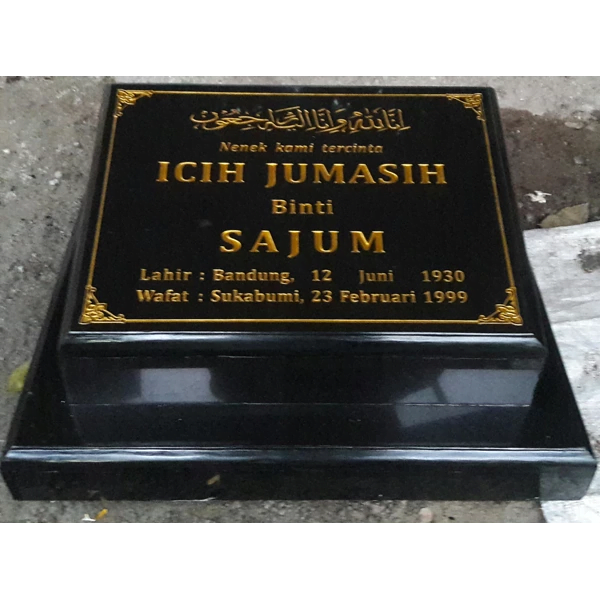 إنا لله وإنا إليه راجعون
Nenek kami tercinta
ICIH JUMASIH
Binti
SAJUM
Lahir : Bandung, 12 Juni 1930
Wafat : Sukabumi, 23 Februari 1999